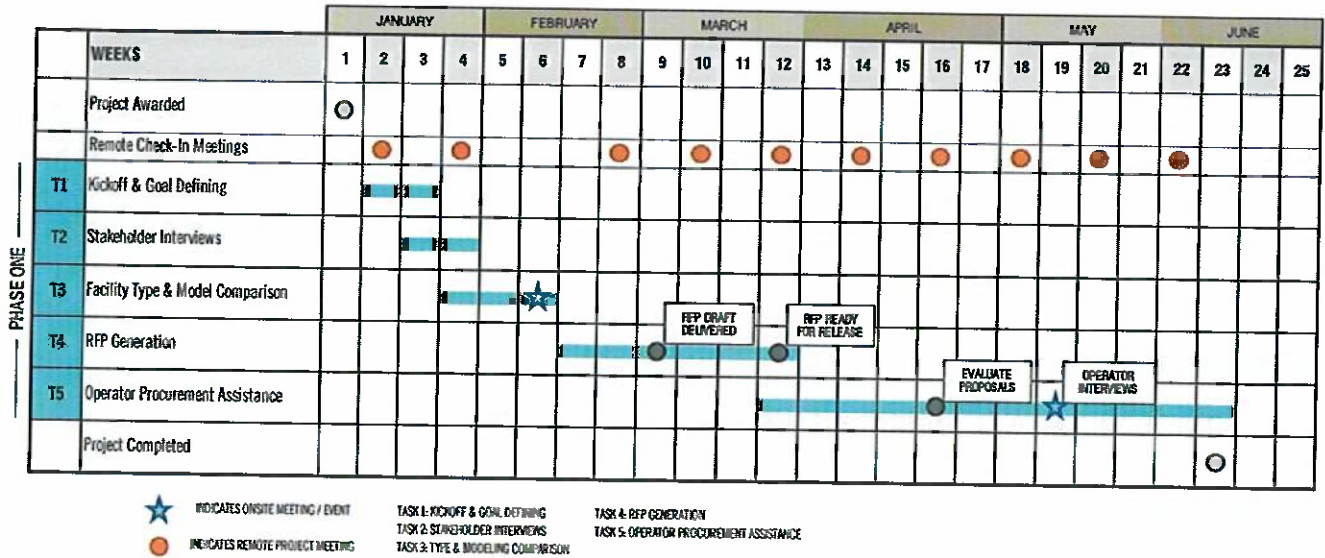 JANUARY FEBRUARY MARCH APRIL MAY JUNE
WEEKS 1 2 3 4 5 6 7 8 9 10 11 12 13 14 15 16 17 18 19 20 21 22 23 24 25
Project Awarded
Remote Check-In Meetings
PHASE ONE
T1 Kickoff & Goal Defining
T2 Stakeholder Interviews
T3 Facility Type & Model Comparison
RFP DRAFT
DELIVERED
RFP READY
FOR RELEASE
T4 RFP Generation
EVALUATE
PROPOSALS
OPERATOR
INTERVIEWS
T5 Operator Procurement Assistance
Project Completed
INDICATES ONSITE MEETING / EVENT
INDICATES REMOTE PROJECT MEETING
TASK 1: KICKOFF & GOAL DEFINING
TASK 2: STAKEHOLDER INTERVIEWS
TASK 3: TYPE & MODELING COMPARISON
TASK 4: RFP GENERATION
TASK 5: OPERATOR PROCUREMENT ASSISTANCE